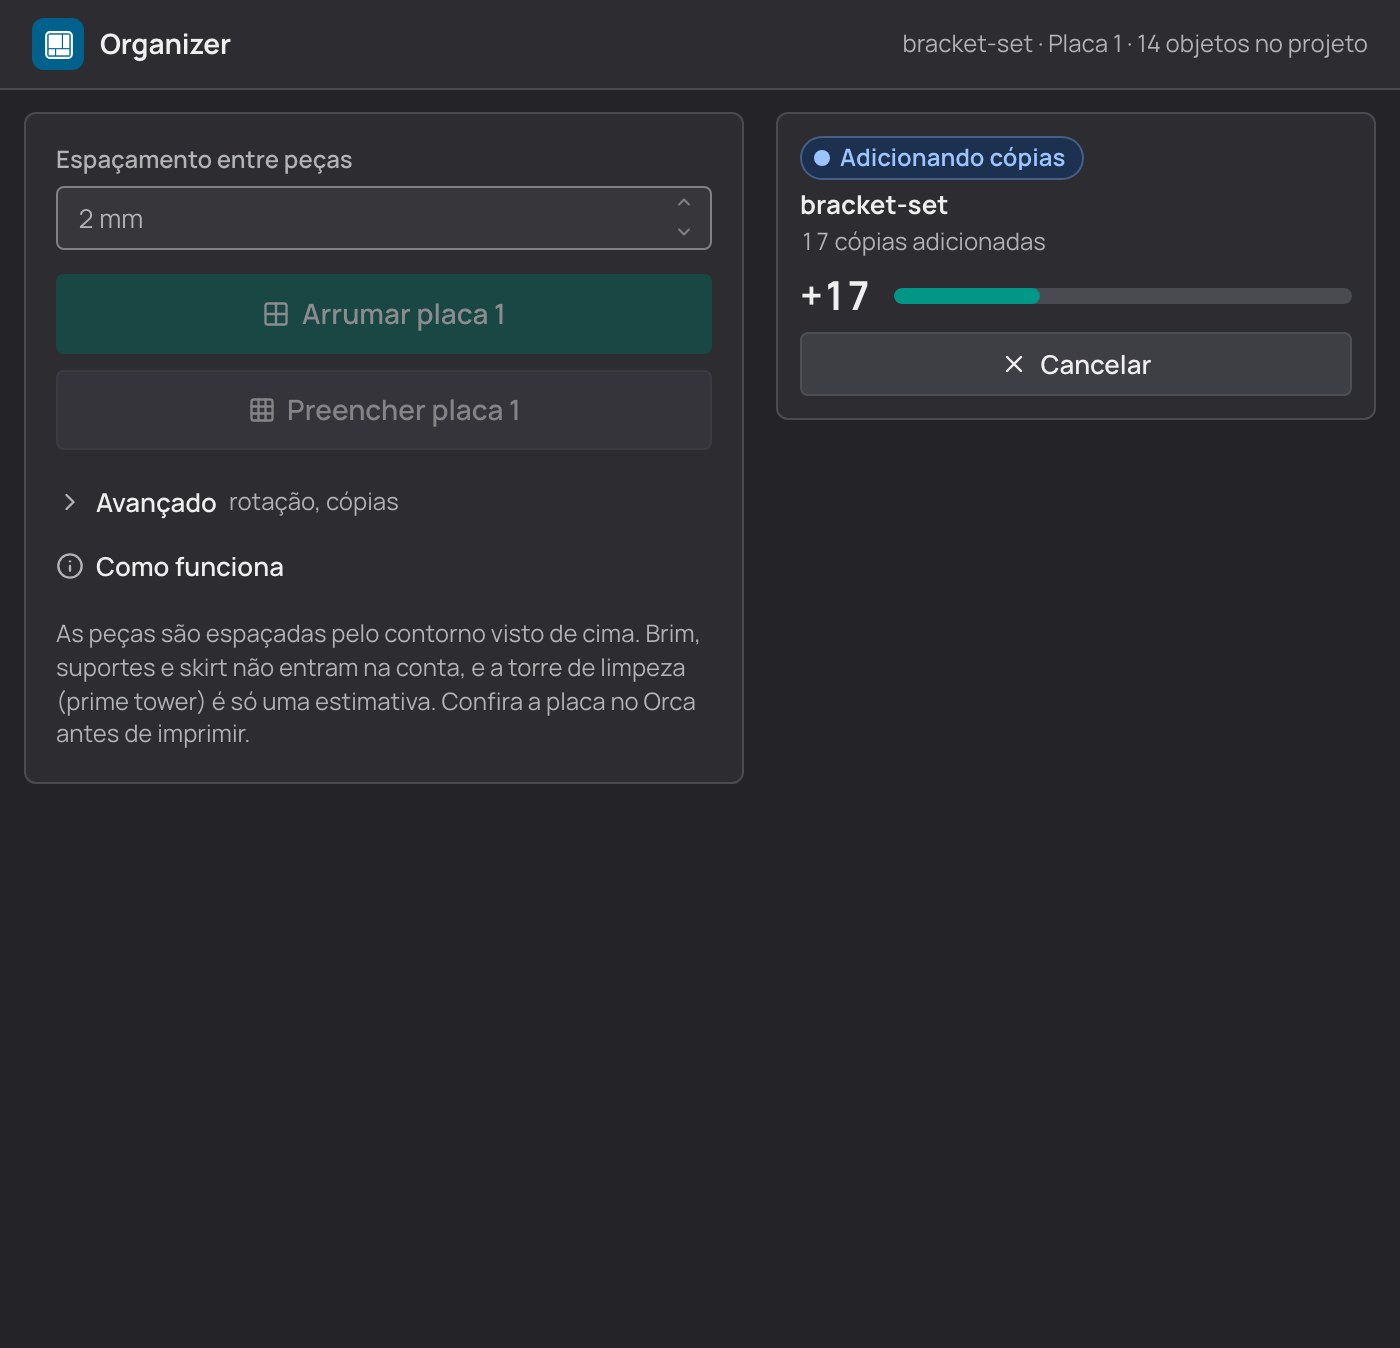 Organizer
bracket-set · Placa 1 · 14 objetos no projeto
Espaçamento entre peças
2 mm
Arrumar placa 1
Preencher placa 1
Avançado rotação, cópias
Como funciona
As peças são espaçadas pelo contorno visto de cima. Brim,
suportes e skirt não entram na conta, e a torre de limpeza
(prime tower) é só uma estimativa. Confira a placa no Orca
antes de imprimir.
Adicionando cópias
bracket-set
17 cópias adicionadas
+17
Cancelar